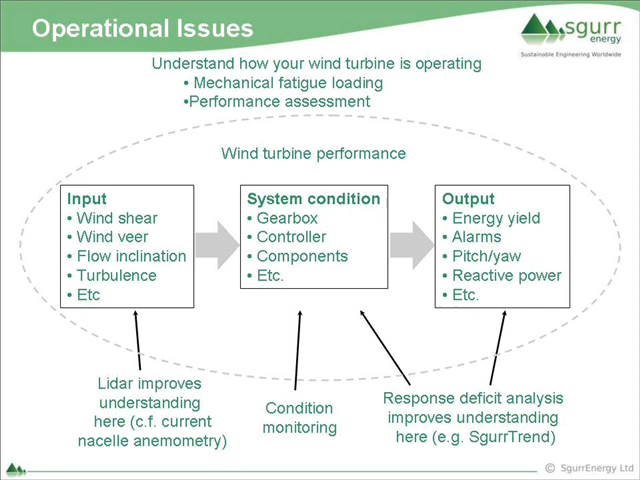 Operational Issues
sgurr
energy
Sustainable Engineering Worldwide
Understand how your wind turbine is operating
• Mechanical fatigue loading
•Performance assessment
Wind turbine performance
Input
• Wind shear
• Wind veer
• Flow inclination
• Turbulence
• Etc
System condition
• Gearbox
• Controller
• Components
• Etc.
Output
• Energy yield
• Alarms
• Pitch/yaw
• Reactive power
• Etc.
Lidar improves
understanding
here (c.f. current
nacelle anemometry)
Condition
monitoring
Response deficit analysis
improves understanding
here (e.g. SgurrTrend)
© SgurrEnergy Ltd